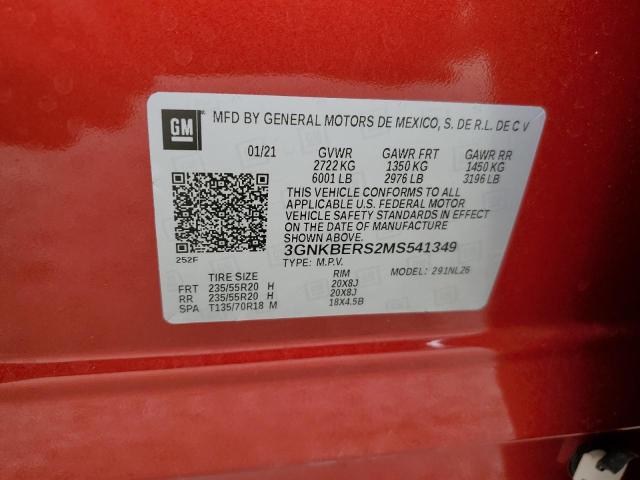 GM MFD BY GENERAL MOTORS DE MEXICO, S. DE R.L. DE C V
01/21 GVWR GAWR FRT GAWR RR
2722 KG 1350 KG 1450 KG
6001 LB 2976 LB 3196 LB
THIS VEHICLE CONFORMS TO ALL
APPLICABLE U.S. FEDERAL MOTOR
VEHICLE SAFETY STANDARDS IN EFFECT
ON THE DATE OF MANUFACTURE
SHOWN ABOVE.
252F 3GNKBERS2MS541349
TYPE: M.P.V. MODEL: 291NL26
TIRE SIZE RIM
FRT 235/55R20 H 20X8J
RR 235/55R20 H 20X8J
SPA T135/70R18 M 18X4.5B